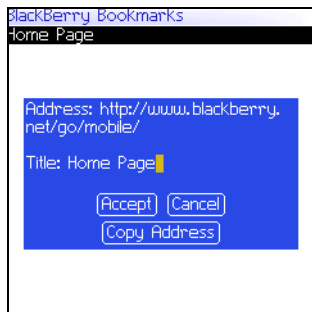 BlackBerry Bookmarks
Home Page
Address: http://www.blackberry.
net/go/mobile/
Title: Home Page
Accept Cancel
Copy Address